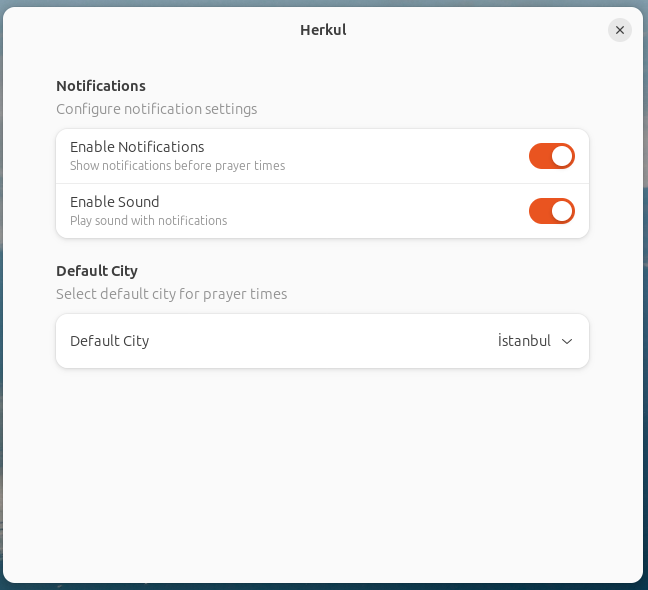 Herkul
Notifications
Configure notification settings
Enable Notifications
Show notifications before prayer times
Enable Sound
Play sound with notifications
Default City
Select default city for prayer times
Default City İstanbul